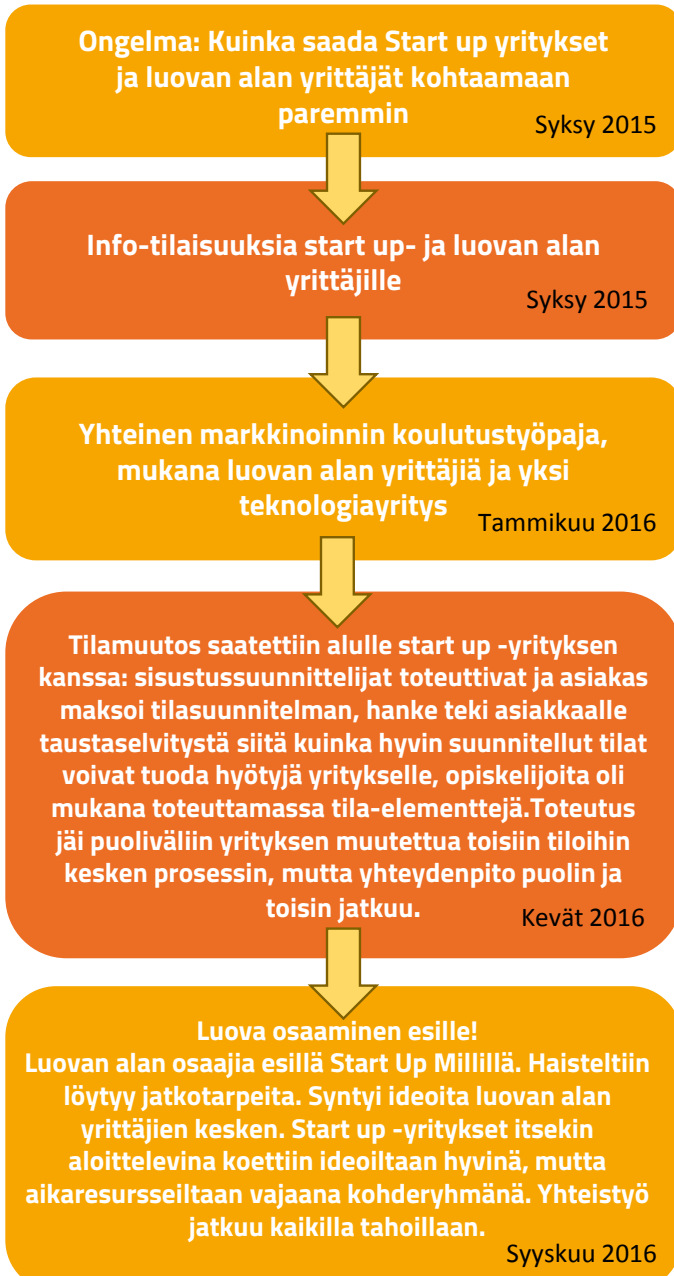 Ongelma: Kuinka saada Start up yritykset
ja luovan alan yrittäjät kohtaamaan
paremmin
Syksy 2015
Info-tilaisuuksia start up- ja luovan alan
yrittäjille
Syksy 2015
Yhteinen markkinoinnin koulutustyöpaja,
mukana luovan alan yrittäjiä ja yksi
teknologiayritys
Tammikuu 2016
Tilamuutos saatettiin alulle start up -yrityksen
kanssa: sisustussuunnittelijat toteuttivat ja asiakas
maksoi tilasuunnitelman, hanke teki asiakkaalle
taustaselvitystä siitä kuinka hyvin suunnitellut tilat
voivat tuoda hyötyjä yritykselle, opiskelijoita oli
mukana toteuttamassa tila-elementtejä.Toteutus
jäi puoliväliin yrityksen muutettua toisiin tiloihin
kesken prosessin, mutta yhteydenpito puolin ja
toisin jatkuu.
Kevät 2016
Luova osaaminen esille!
Luovan alan osaajia esillä Start Up Millillä. Haisteltiin
löytyy jatkotarpeita. Syntyi ideoita luovan alan
yrittäjien kesken. Start up -yritykset itsekin
aloittelevina koettiin ideoiltaan hyvinä, mutta
aikaresursseiltaan vajaana kohderyhmänä. Yhteistyö
jatkuu kaikilla tahoillaan.
Syyskuu 2016